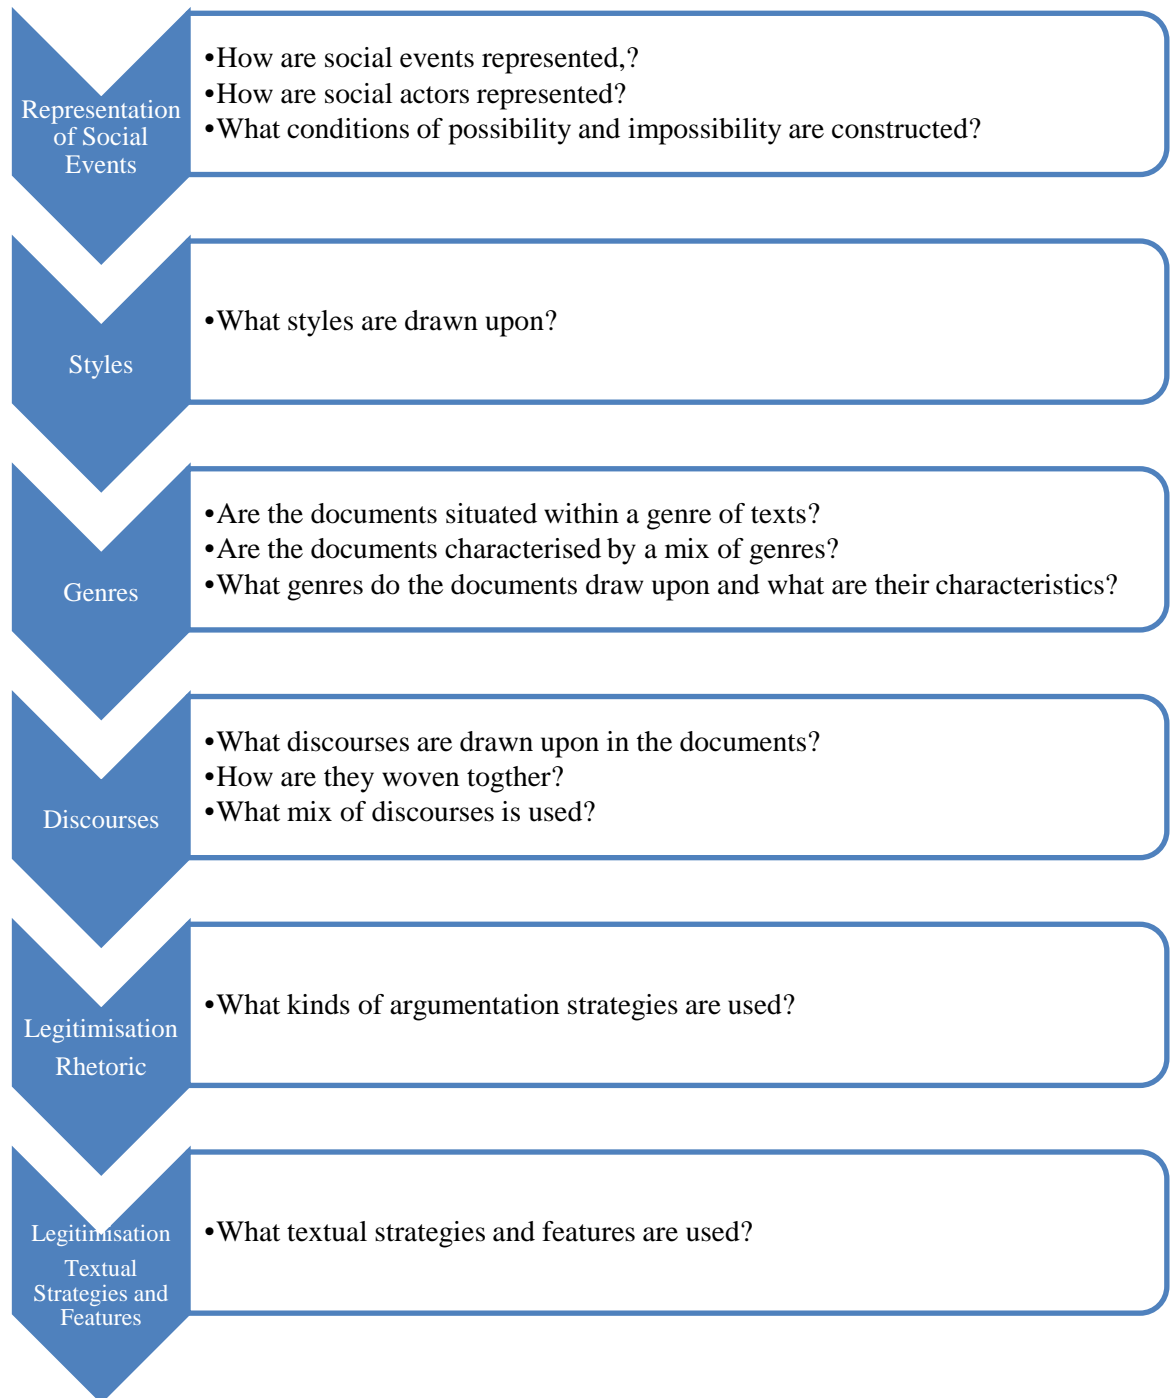 Representation
of Social
Events
•How are social events represented,?
•How are social actors represented?
•What conditions of possibility and impossibility are constructed?
Styles
•What styles are drawn upon?
Genres
•Are the documents situated within a genre of texts?
•Are the documents characterised by a mix of genres?
•What genres do the documents draw upon and what are their characteristics?
Discourses
•What discourses are drawn upon in the documents?
•How are they woven togther?
•What mix of discourses is used?
Legitimisation
Rhetoric
•What kinds of argumentation strategies are used?
Legitimisation
Textual
Strategies and
Features
•What textual strategies and features are used?